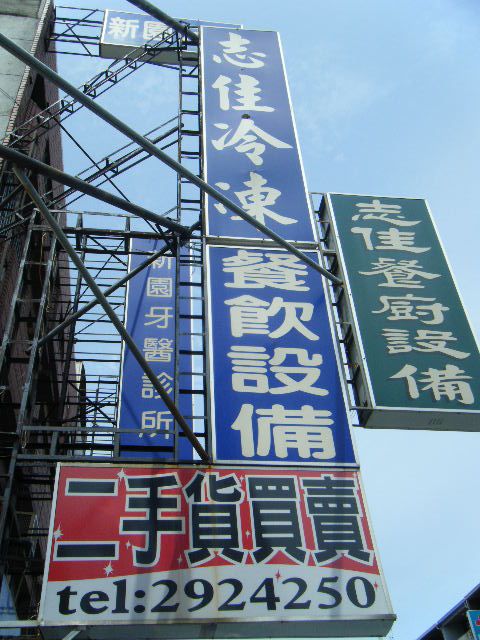 新園
志佳冷凍
餐飲設備
志佳餐廚設備
新園牙醫診所
二手貨買賣
tel:2924250